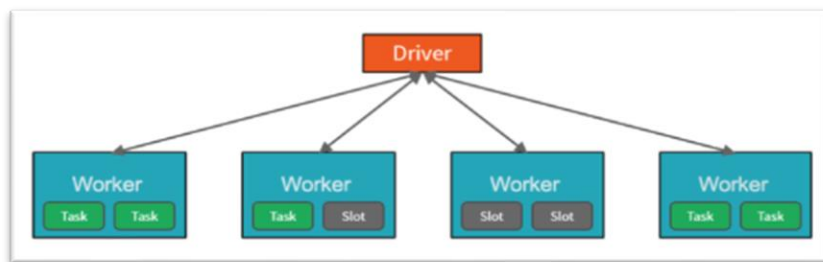 Driver
Worker Worker Worker Worker
Task Task Task Slot Slot Slot Task Task